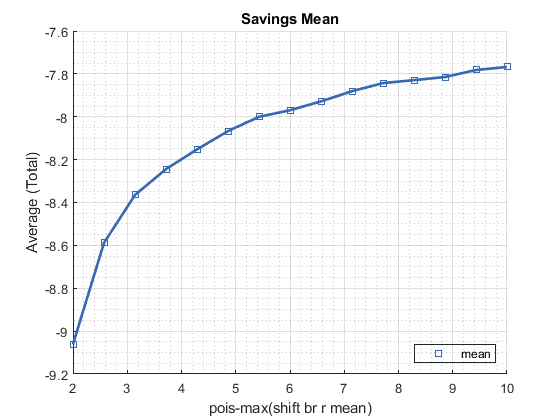 Savings Mean
-7.6
-7.8
-8
-8.2
-8.4
-8.6
-8.8
-9
-9.2
Average (Total)
2 3 4 5 6 7 8 9 10
pois-max(shift br r mean)
mean